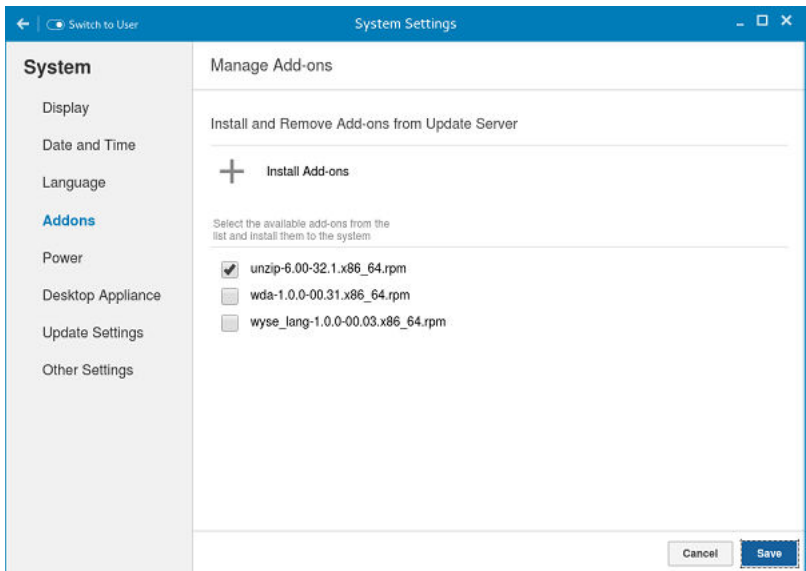 Switch to User
System Settings
System
Display
Date and Time
Language
Addons
Power
Desktop Appliance
Update Settings
Other Settings
Manage Add-ons
Install and Remove Add-ons from Update Server
Install Add-ons
Select the available add-ons from the
list and install them to the system
unzip-6.00-32.1.x86_64.rpm
wda-1.0.0-00.31.x86_64.rpm
wyse_lang-1.0.0-00.03.x86_64.rpm
Cancel
Save